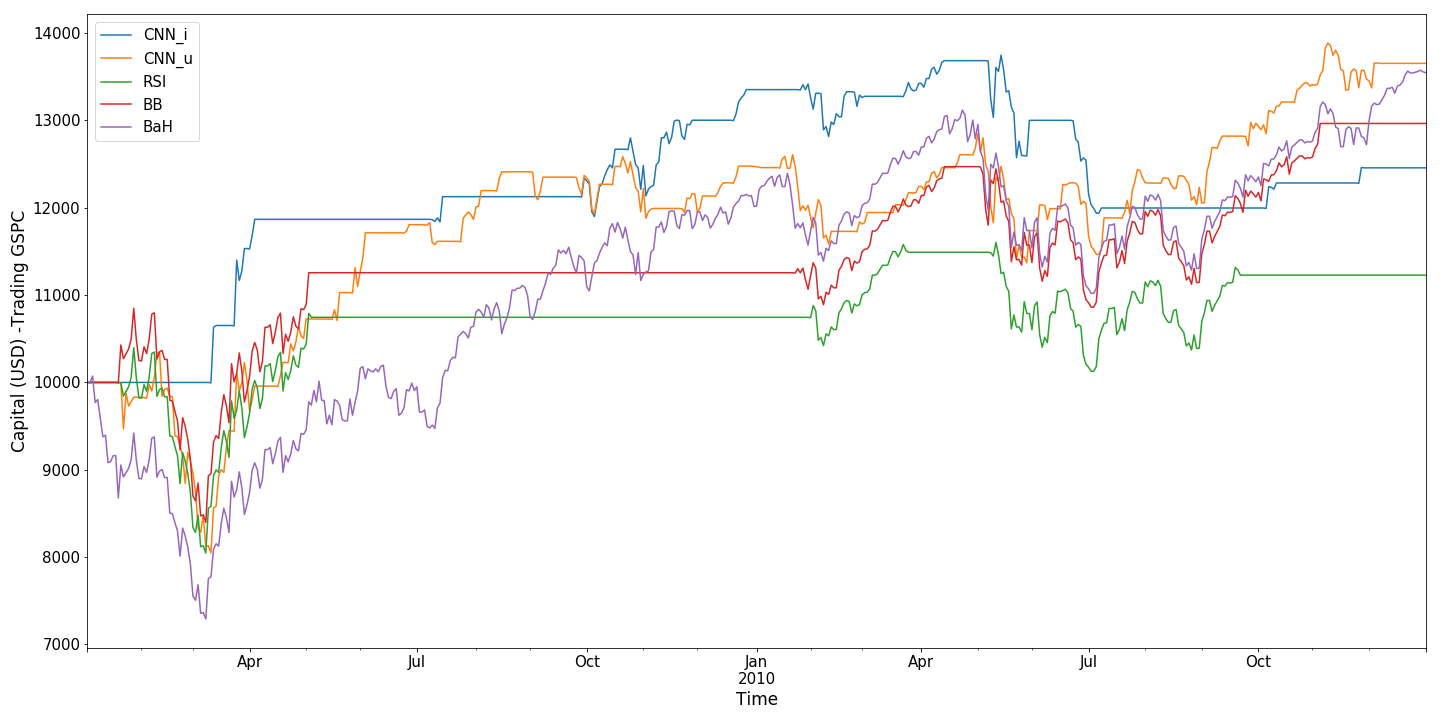 CNN_i
CNN_u
RSI
BB
BaH
14000
13000
12000
11000
10000
9000
8000
7000
Capital (USD) -Trading GSPC
Apr
Jul
Oct
Jan
2010
Apr
Jul
Oct
Time